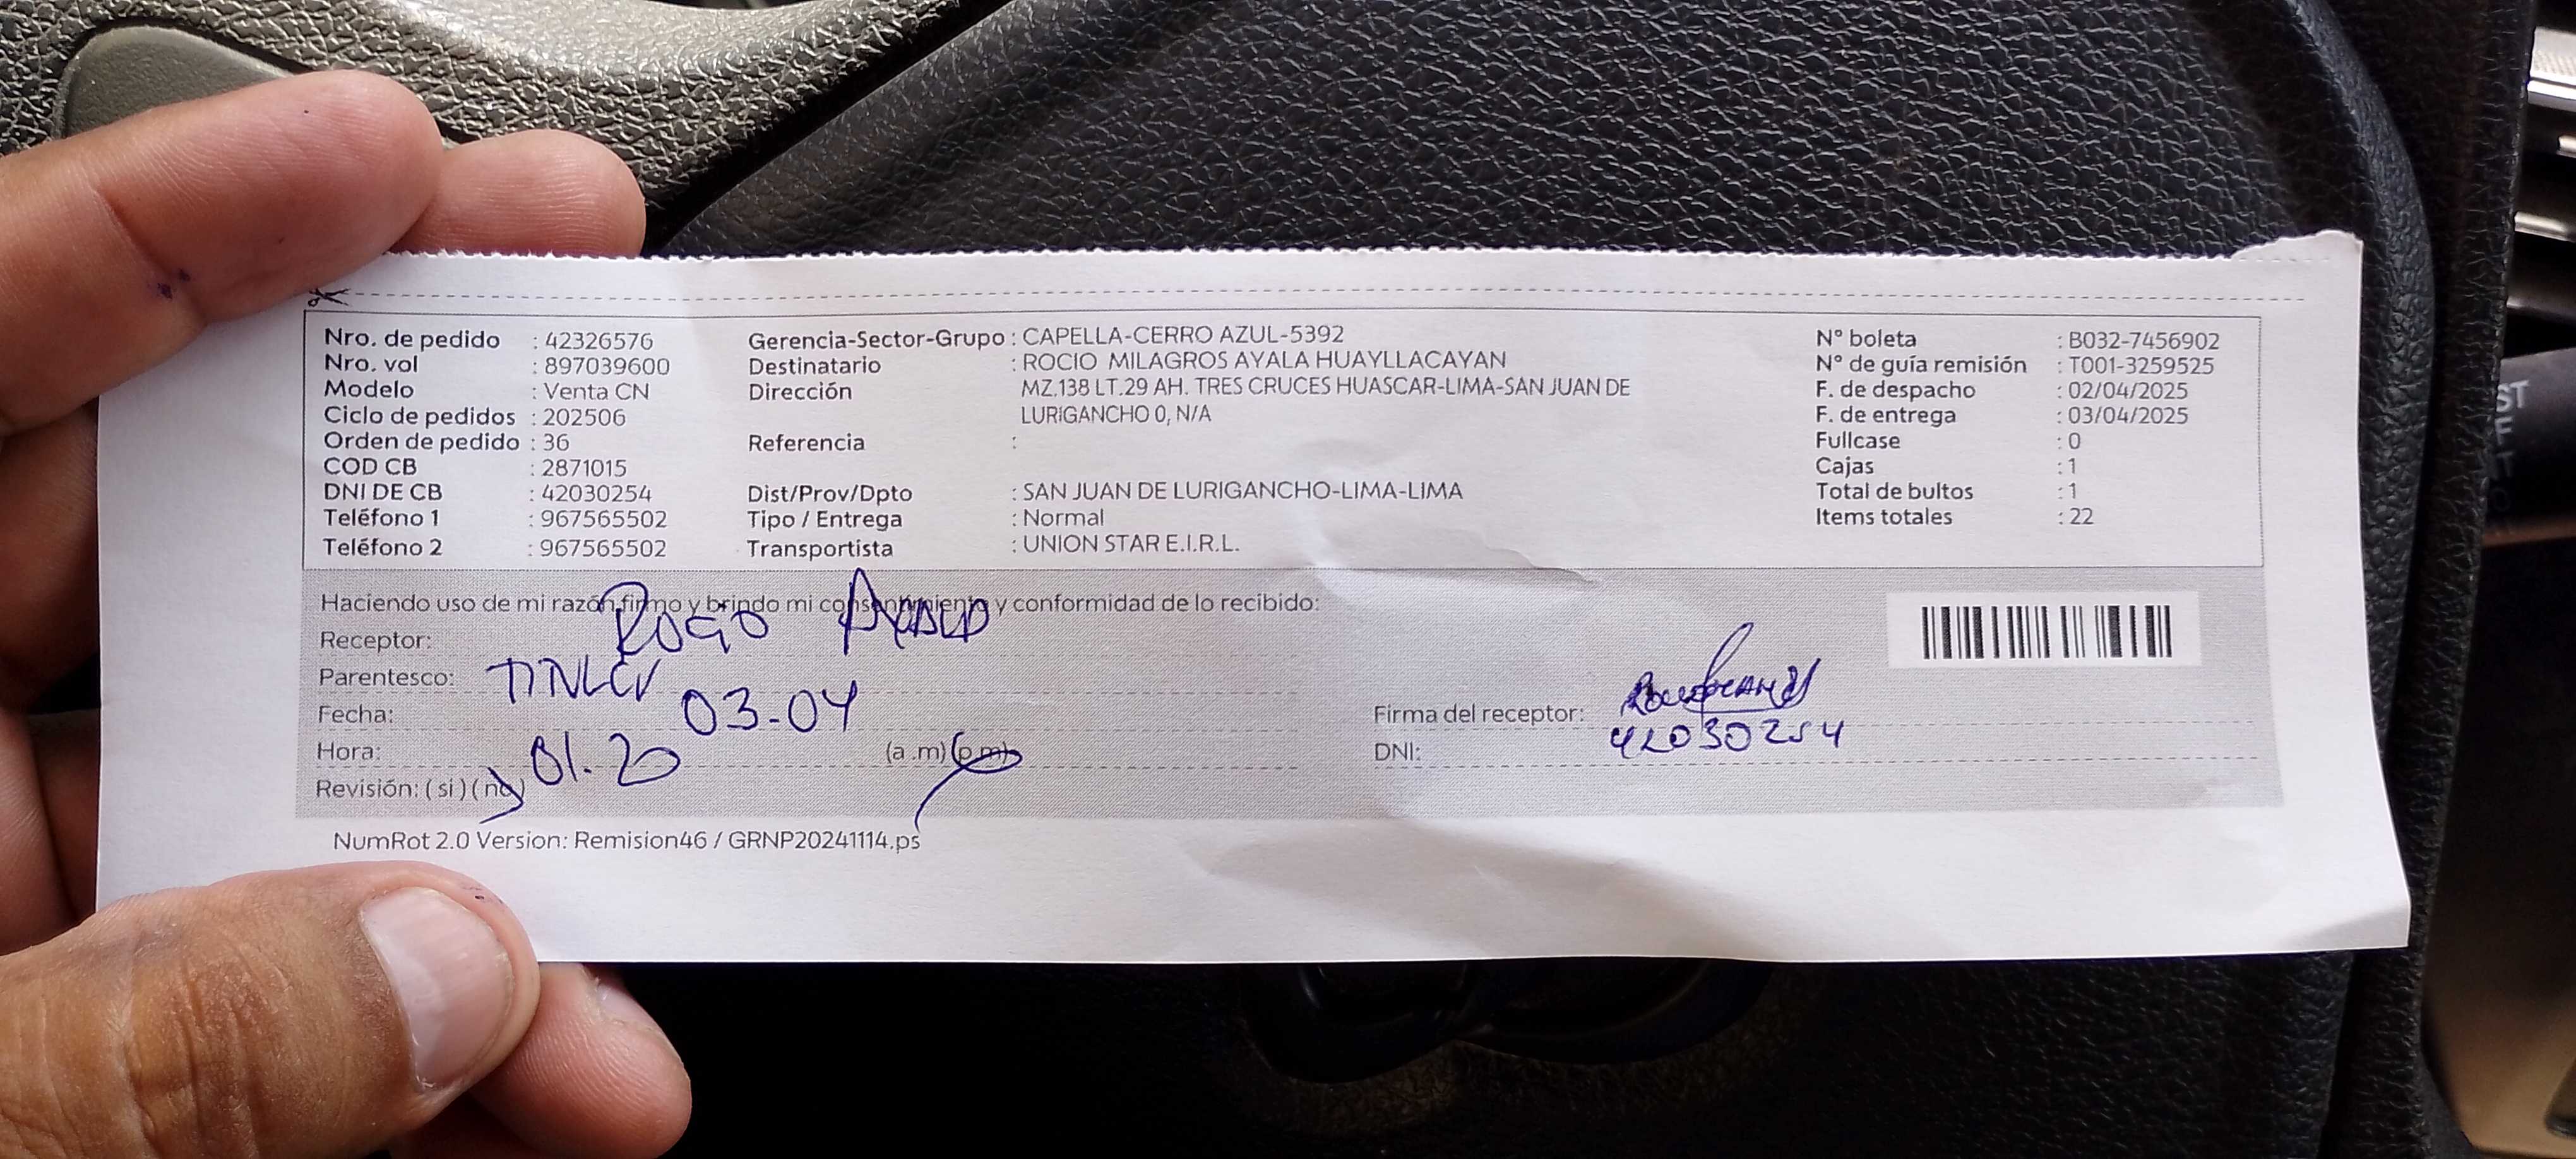 Nro. de pedido : 42326576
Nro. vol : 897039600
Modelo : Venta CN
Ciclo de pedidos : 202506
Orden de pedido : 36
COD CB : 2871015
DNI DE CB : 42030254
Teléfono 1 : 967565502
Teléfono 2 : 967565502
Gerencia-Sector-Grupo : CAPELLA-CERRO AZUL-5392
Destinatario : ROCIO MILAGROS AYALA HUAYLLACAYAN
Dirección MZ.138 LT.29 AH. TRES CRUCES HUASCAR-LIMA-SAN JUAN DE
LURIGANCHO 0, N/A
Referencia :
Dist/Prov/Dpto : SAN JUAN DE LURIGANCHO-LIMA-LIMA
Tipo / Entrega : Normal
Transportista : UNION STAR E.I.R.L.
N° boleta : B032-7456902
N° de guía remisión : T001-3259525
F. de despacho : 02/04/2025
F. de entrega : 03/04/2025
Fullcase : 0
Cajas : 1
Total de bultos : 1
Items totales : 22
Haciendo uso de mi razón firmo y brindo mi consentimiento y conformidad de lo recibido:
Receptor: Rocio Ayala
Parentesco:
Fecha: 03-04
Hora: 01.20 (a.m)(p.m)
Revisión: (si) (no)
Firma del receptor:
DNI: 42030254
NumRot 2.0 Version: Remision46 / GRNP20241114.ps